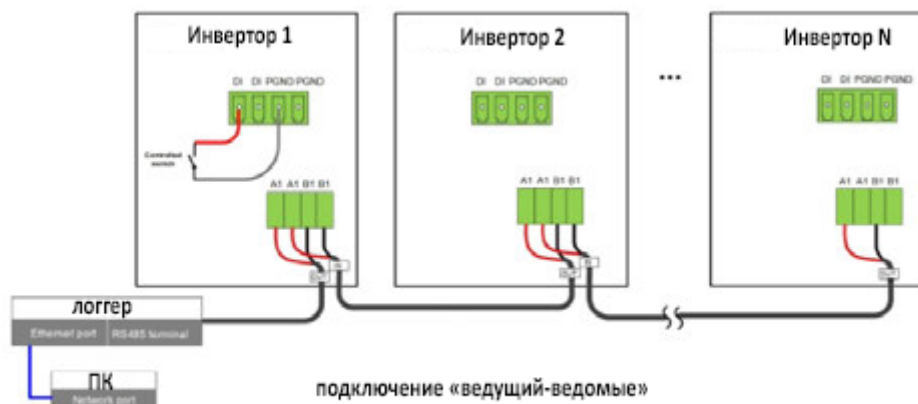 Инвертор 1
Инвертор 2
Инвертор N
...
DI DI PGND PGND
DI DI PGND PGND
DI DI PGND PGND
Controlled
switch
A1 A1 B1 B1
A1 A1 B1 B1
A1 A1 B1 B1
логгер
Ethernet port
RS485 terminal
ПК
Network port
подключение «ведущий-ведомые»